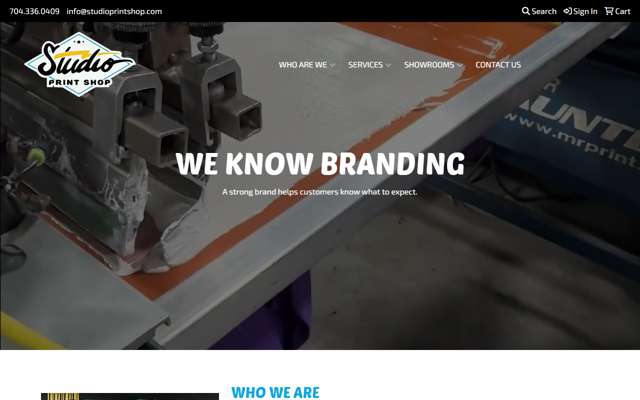 704.336.0409 info@studioprintshop.com Search Sign In Cart
Studio
PRINT SHOP
WHO ARE WE SERVICES SHOWROOMS CONTACT US
www.mrprint
WE KNOW BRANDING
A strong brand helps customers know what to expect.
WHO WE ARE